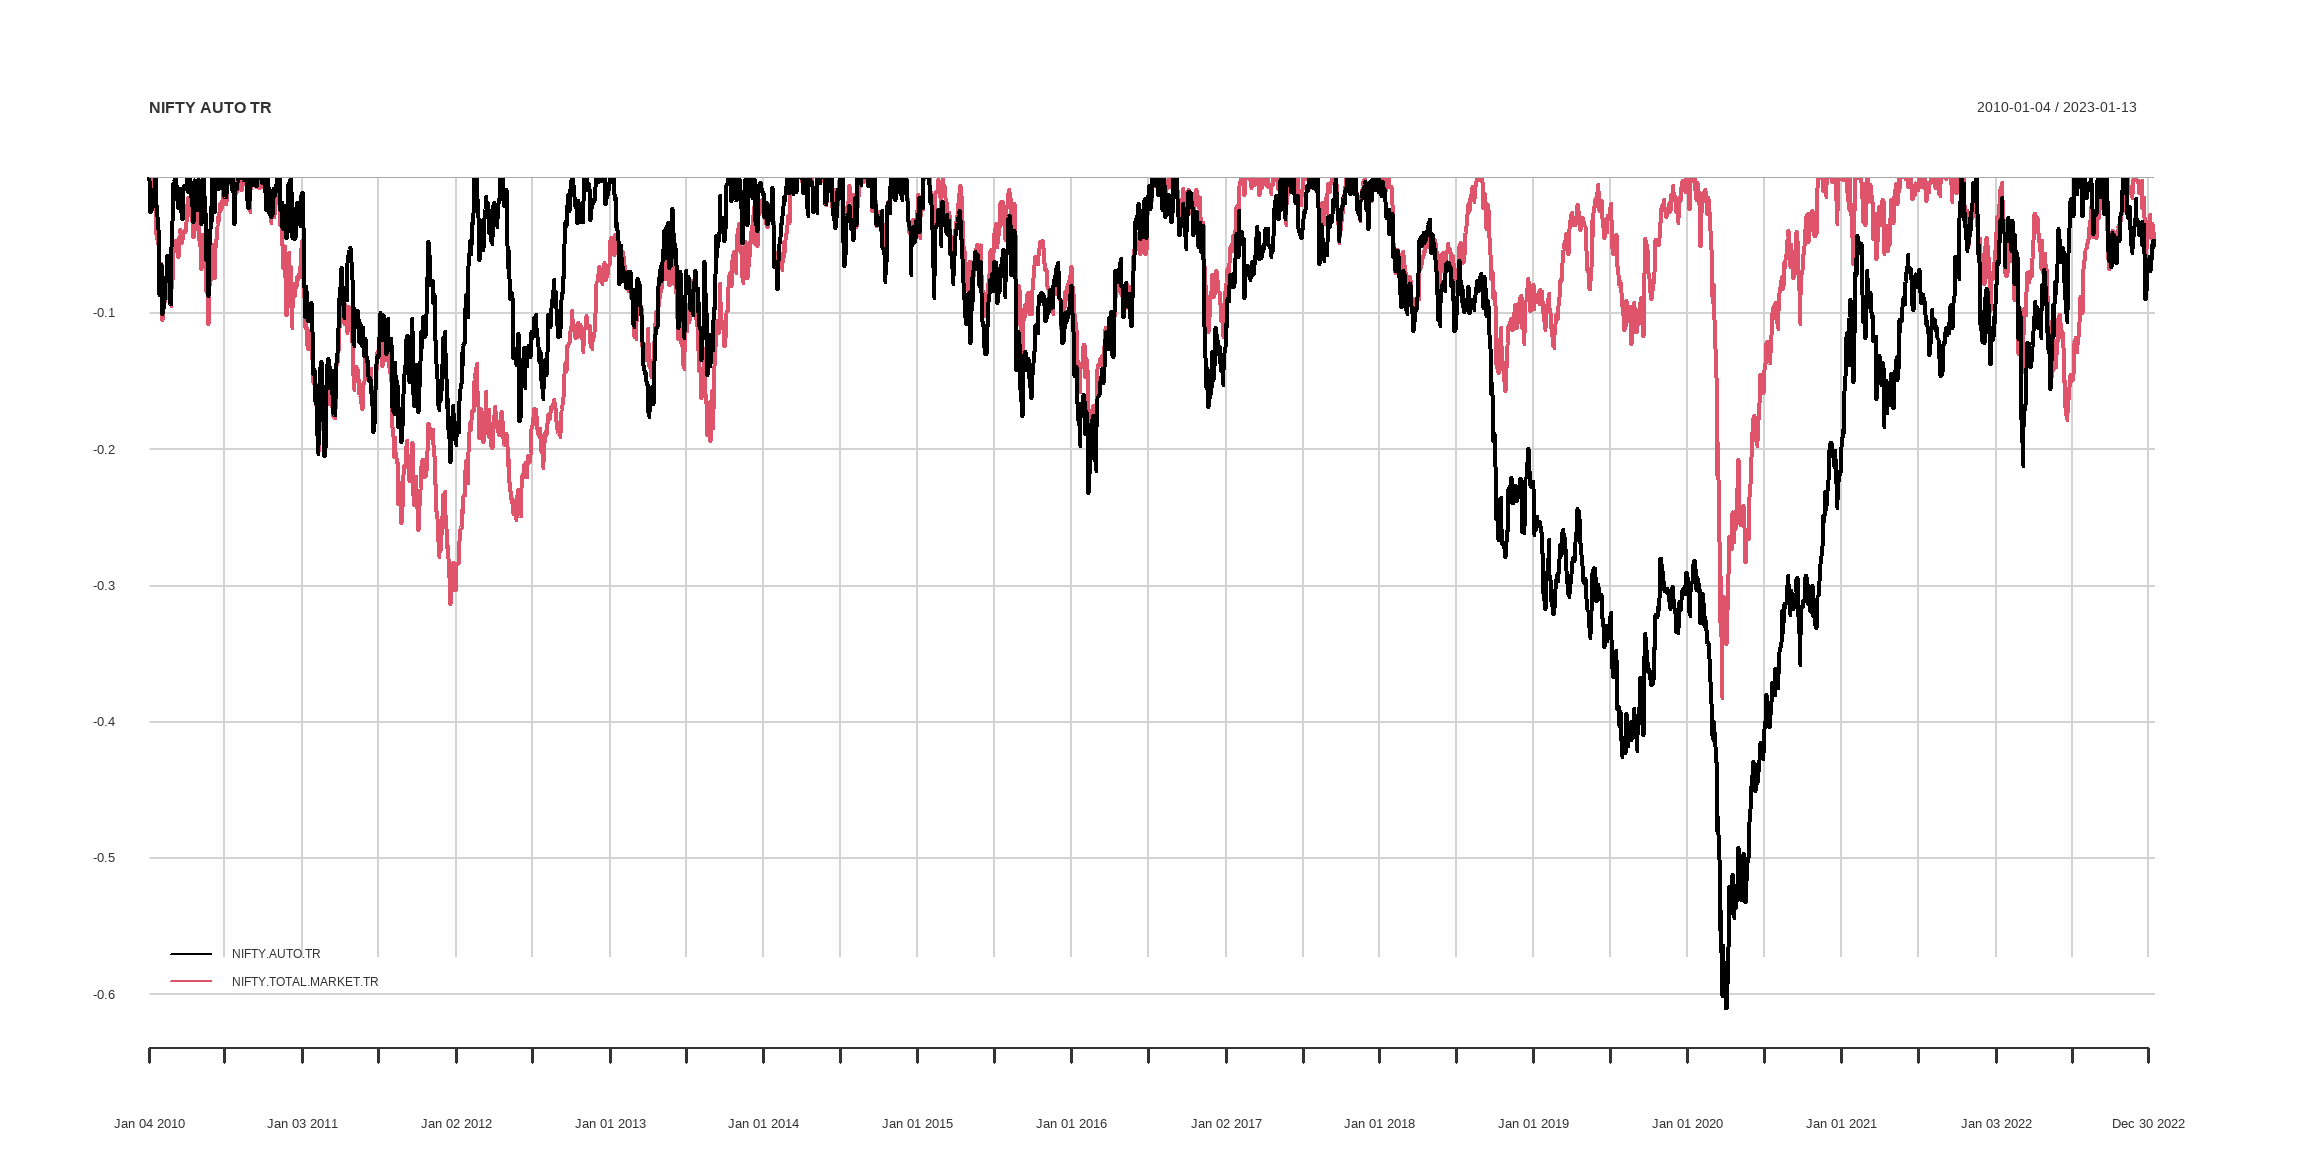 NIFTY AUTO TR
2010-01-04 / 2023-01-13
-0.1
-0.2
-0.3
-0.4
-0.5
-0.6
NIFTY.AUTO.TR
NIFTY.TOTAL.MARKET.TR
Jan 04 2010 Jan 03 2011 Jan 02 2012 Jan 01 2013 Jan 01 2014 Jan 01 2015 Jan 01 2016 Jan 02 2017 Jan 01 2018 Jan 01 2019 Jan 01 2020 Jan 01 2021 Jan 03 2022 Dec 30 2022